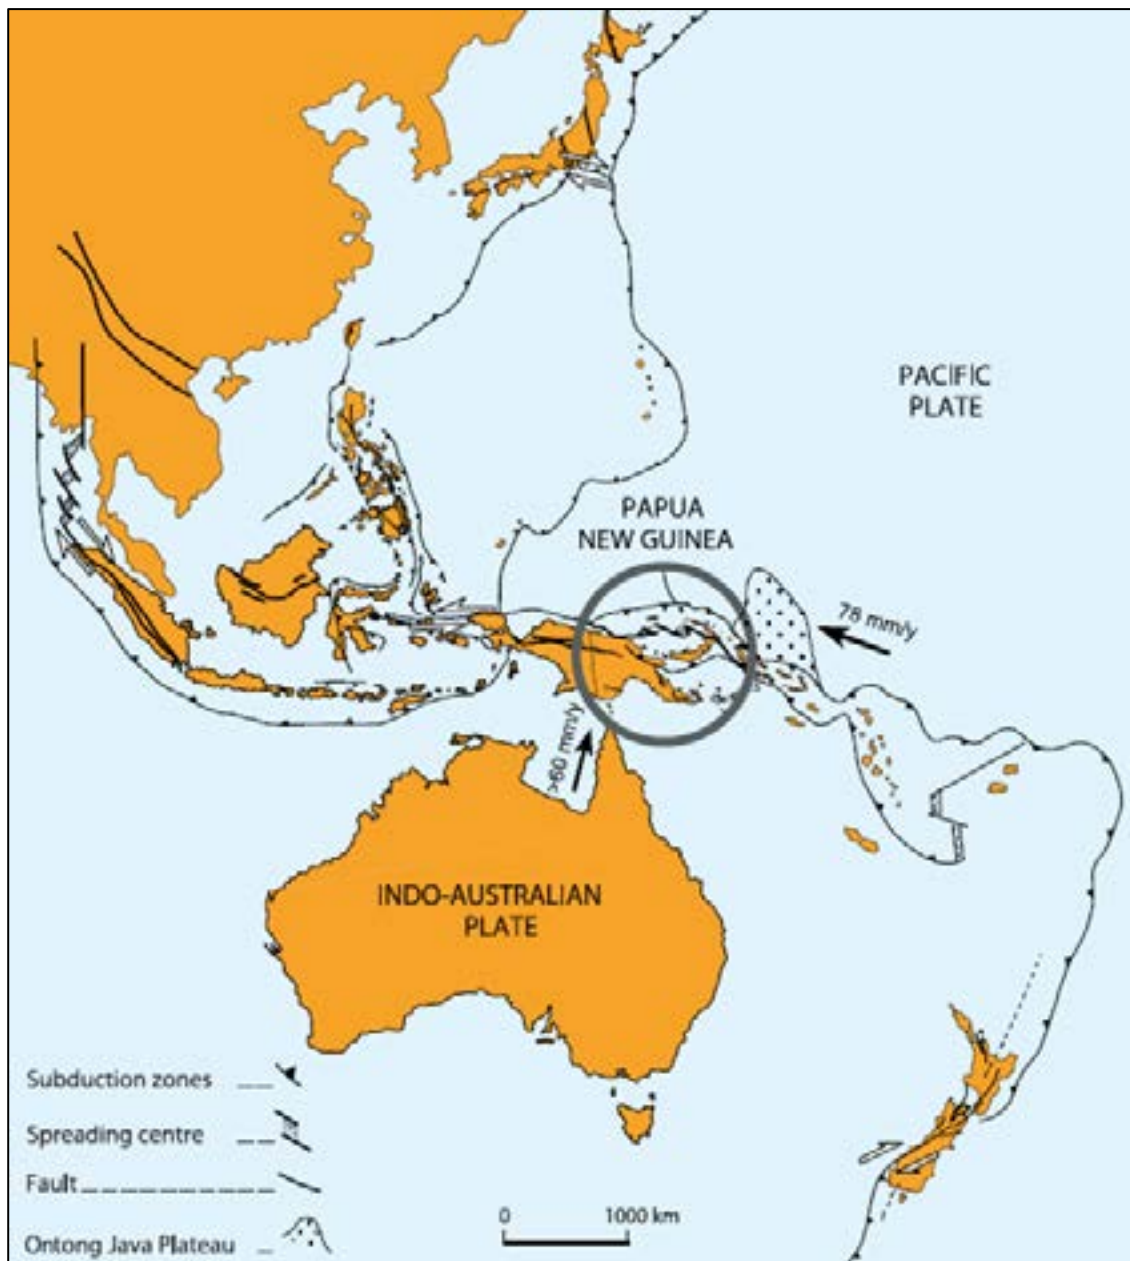 PACIFIC
PLATE
PAPUA
NEW GUINEA
78 mm/y
>60 mm/y
INDO-AUSTRALIAN
PLATE
Subduction zones
Spreading centre
Fault
Ontong Java Plateau
0 1000 km